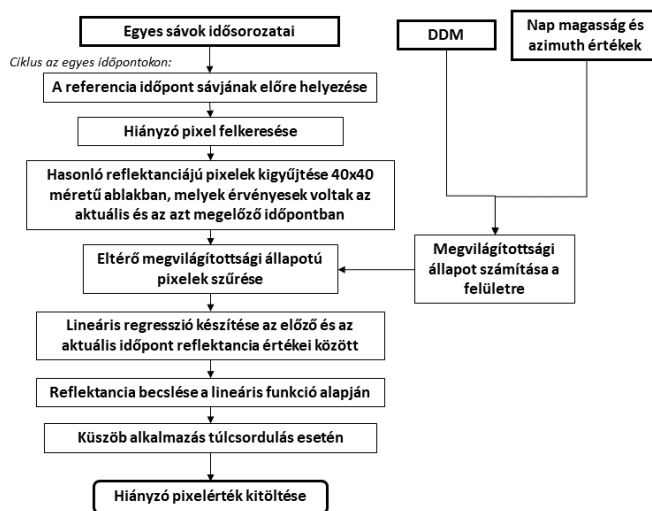 Egyes sávok idősorozatai
Ciklus az egyes időpontokon:
A referencia időpont sávjának előre helyezése
Hiányzó pixel felkeresése
Hasonló reflektanciájú pixelek kigyűjtése 40x40
méretű ablakban, melyek érvényesek voltak az
aktuális és az azt megelőző időpontban
DDM
Nap magasság és
azimuth értékek
Megvilágítottsági
állapot számítása a
felületre
Eltérő megvilágítottsági állapotú
pixelek szűrése
Lineáris regresszió készítése az előző és az
aktuális időpont reflektancia értékei között
Reflektancia becslése a lineáris funkció alapján
Küszöb alkalmazás túlcsordulás esetén
Hiányzó pixelérték kitöltése